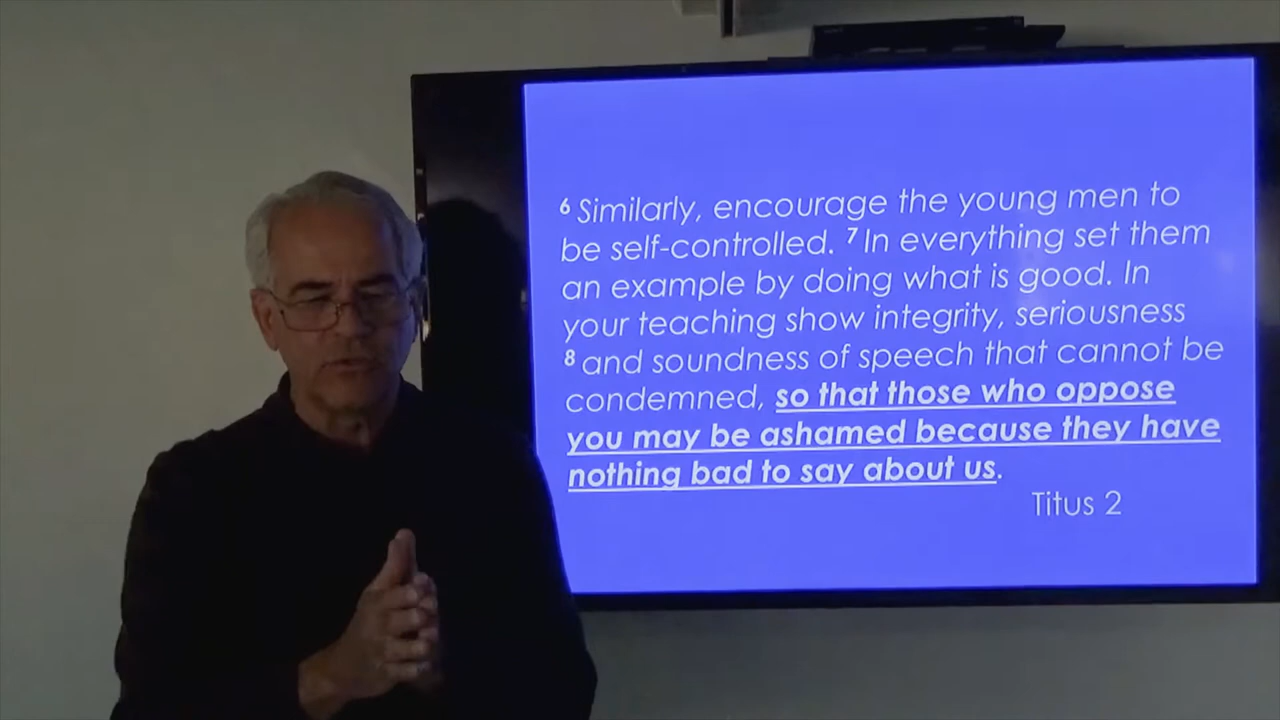 6 Similarly, encourage the young men to
be self-controlled. 7 In everything set them
an example by doing what is good. In
your teaching show integrity, seriousness
8 and soundness of speech that cannot be
condemned, so that those who oppose
you may be ashamed because they have
nothing bad to say about us.
Titus 2